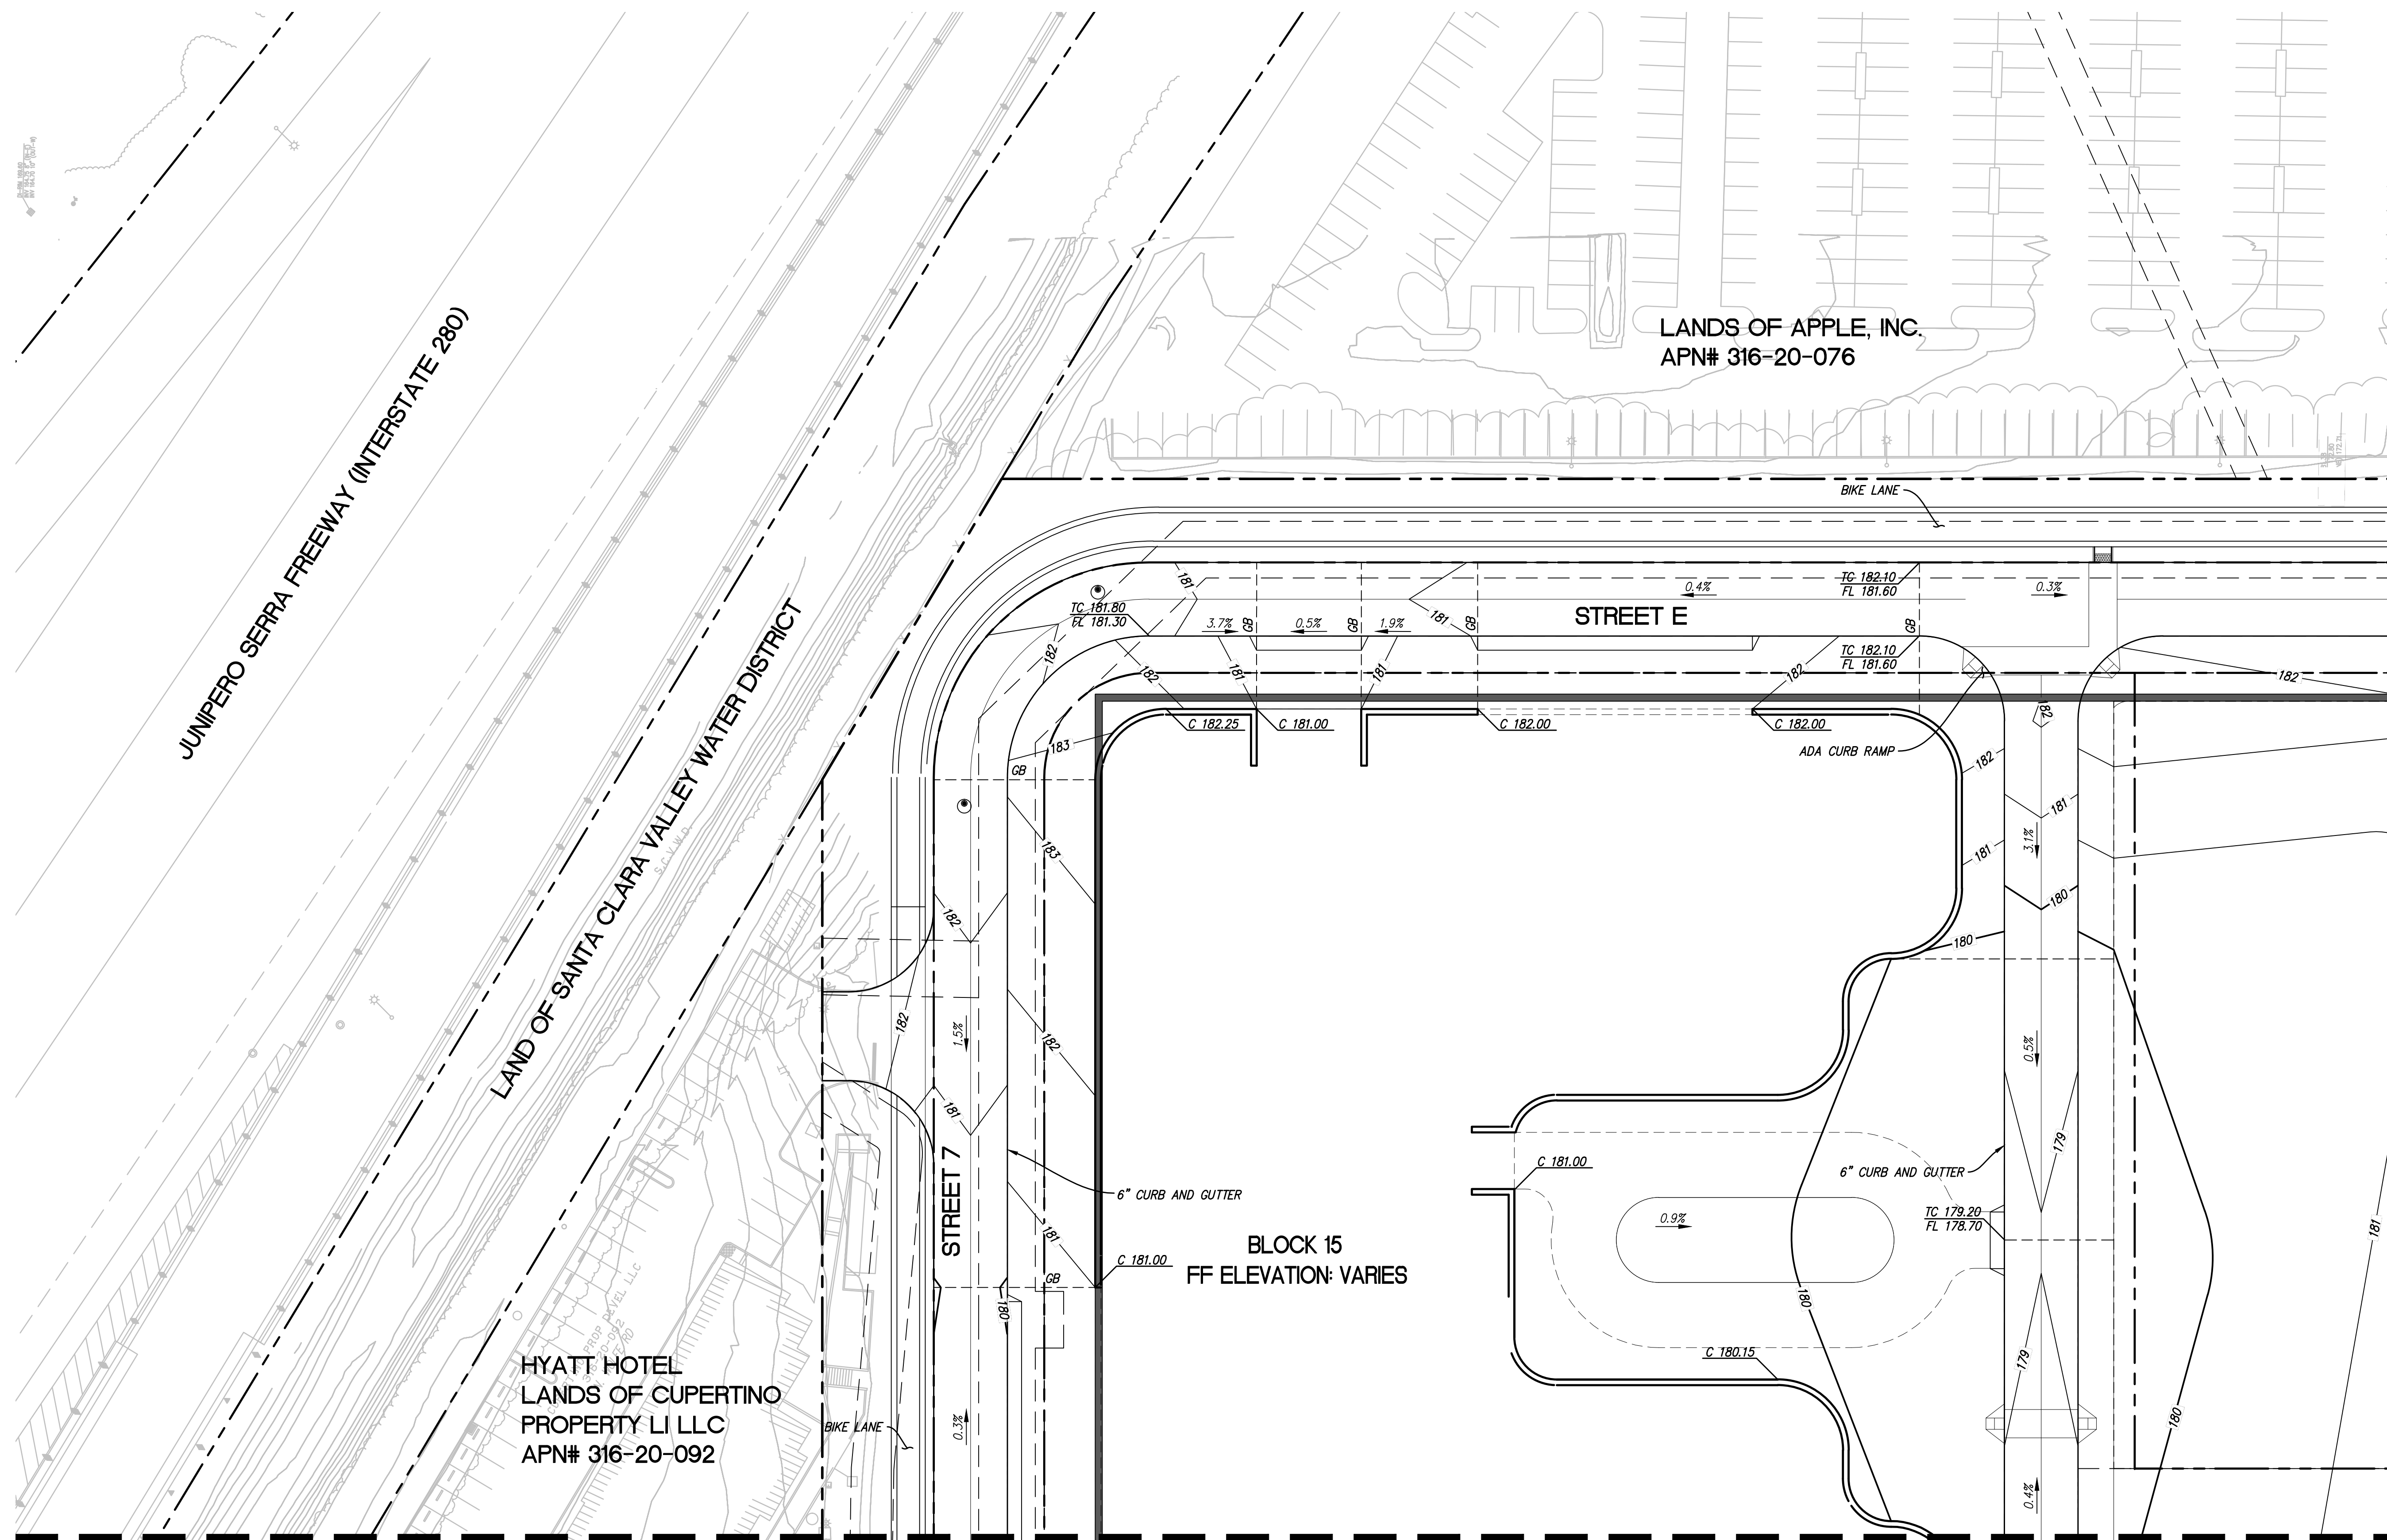 JUNIPERO SERRA FREEWAY (INTERSTATE 280)
LAND OF SANTA CLARA VALLEY WATER DISTRICT
S.C.V.W.D.
LANDS OF APPLE, INC.
APN# 316-20-076
BIKE LANE
STREET E
181
TC 181.80
FL 181.30
3.7%
GB
0.5%
GB
1.9%
181
GB
0.4%
TC 182.10
FL 181.60
0.3%
GB
TC 182.10
FL 181.60
182
182
181
181
182
182
182
C 182.25
C 181.00
C 182.00
C 182.00
ADA CURB RAMP
183
GB
182
181
3.1%
183
181
180
182
180
182
1.5%
182
0.5%
181
179
STREET 7
6" CURB AND GUTTER
C 181.00
6" CURB AND GUTTER
0.9%
TC 179.20
FL 178.70
181
181
BLOCK 15
FF ELEVATION: VARIES
C 181.00
GB
180
180
C 180.15
179
180
HYATT HOTEL
LANDS OF CUPERTINO
PROPERTY LI LLC
APN# 316-20-092
BIKE LANE
0.3%
0.4%